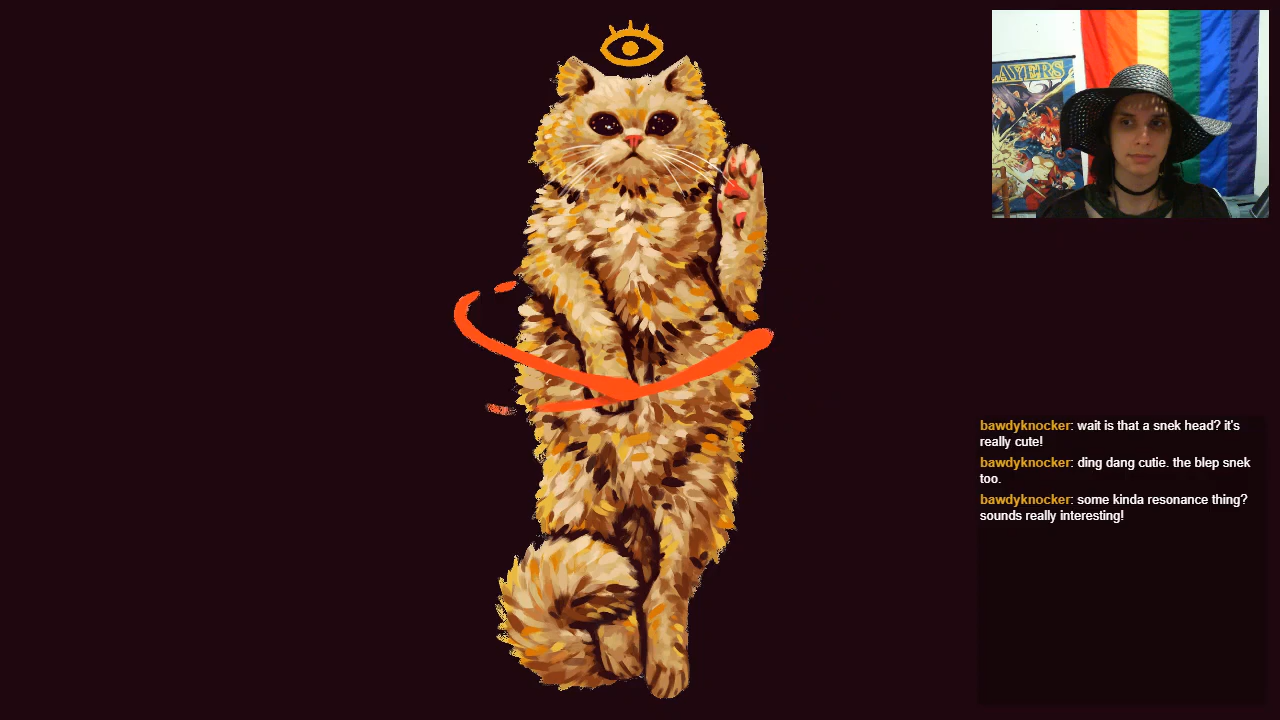 LAYERS
bawdyknocker: wait is that a snek head? it's
really cute!
bawdyknocker: ding dang cutie. the blep snek
too.
bawdyknocker: some kinda resonance thing?
sounds really interesting!